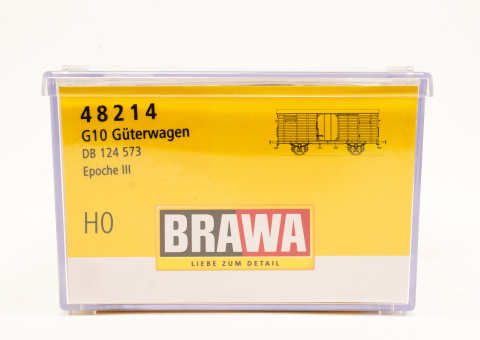 48214
G10 Güterwagen
DB 124 573
Epoche III
H0
BRAWA
LIEBE ZUM DETAIL